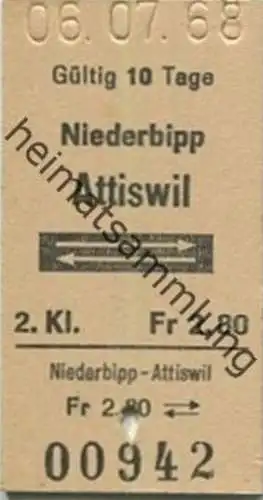 06.07.68
Gültig 10 Tage
Niederbipp
Attiswil
2. Kl. Fr 2.80
Niederbipp-Attiswil
Fr 2.80
00942
heimatsammlung